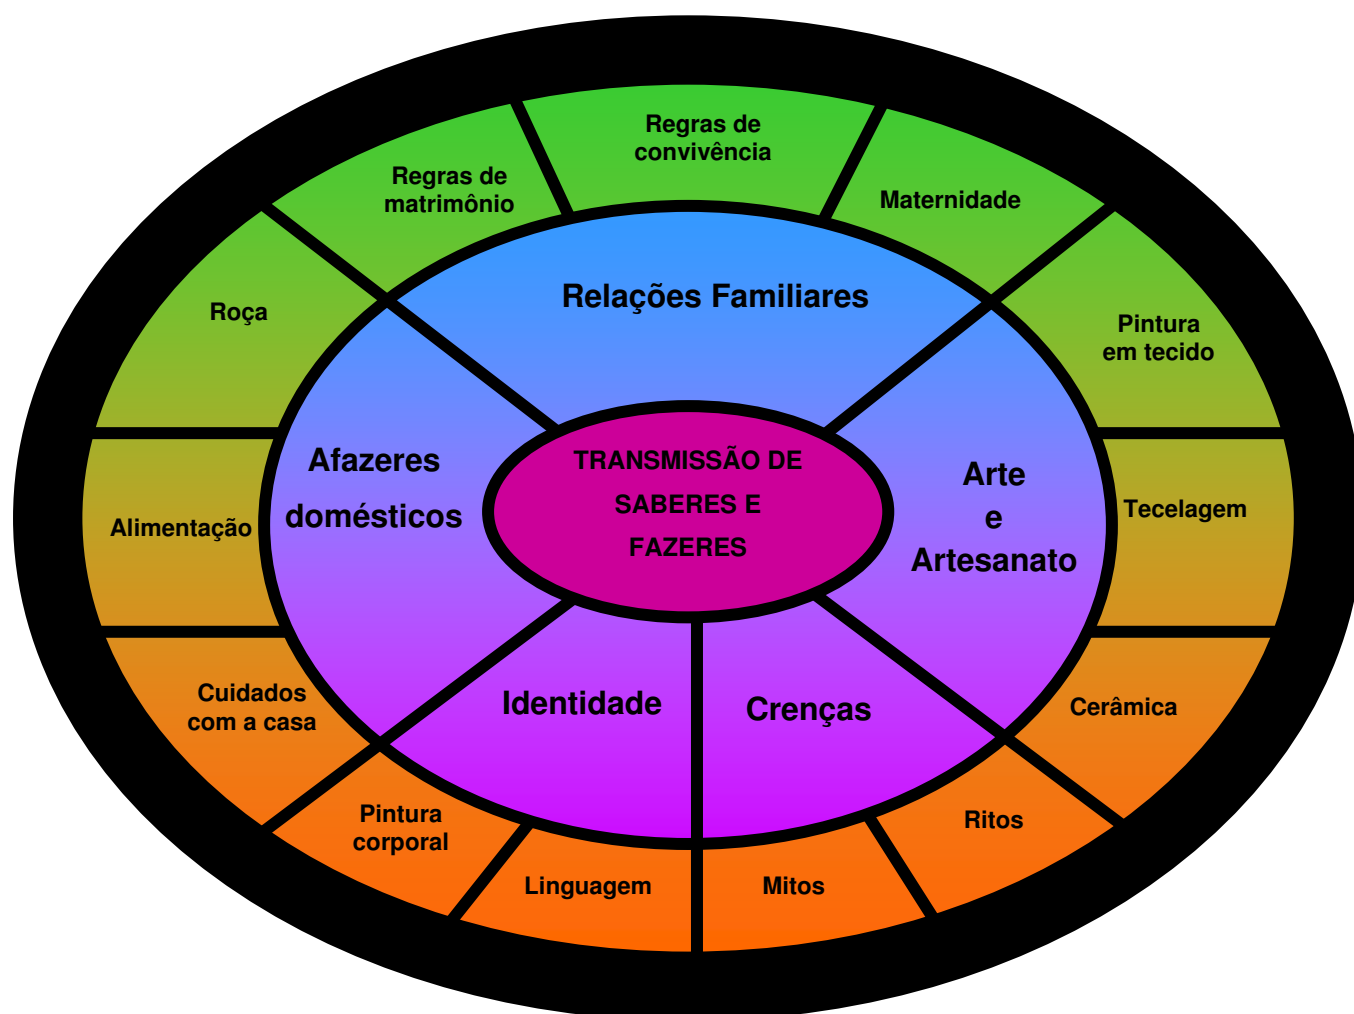 Regras de
convivência
Regras de
matrimônio
Maternidade
Roça
Relações Familiares
Pintura
em tecido
Afazeres
domésticos
TRANSMISSÃO DE
SABERES E
FAZERES
Arte
e
Artesanato
Tecelagem
Alimentação
Cuidados
com a casa
Identidade
Crenças
Cerâmica
Pintura
corporal
Linguagem
Mitos
Ritos